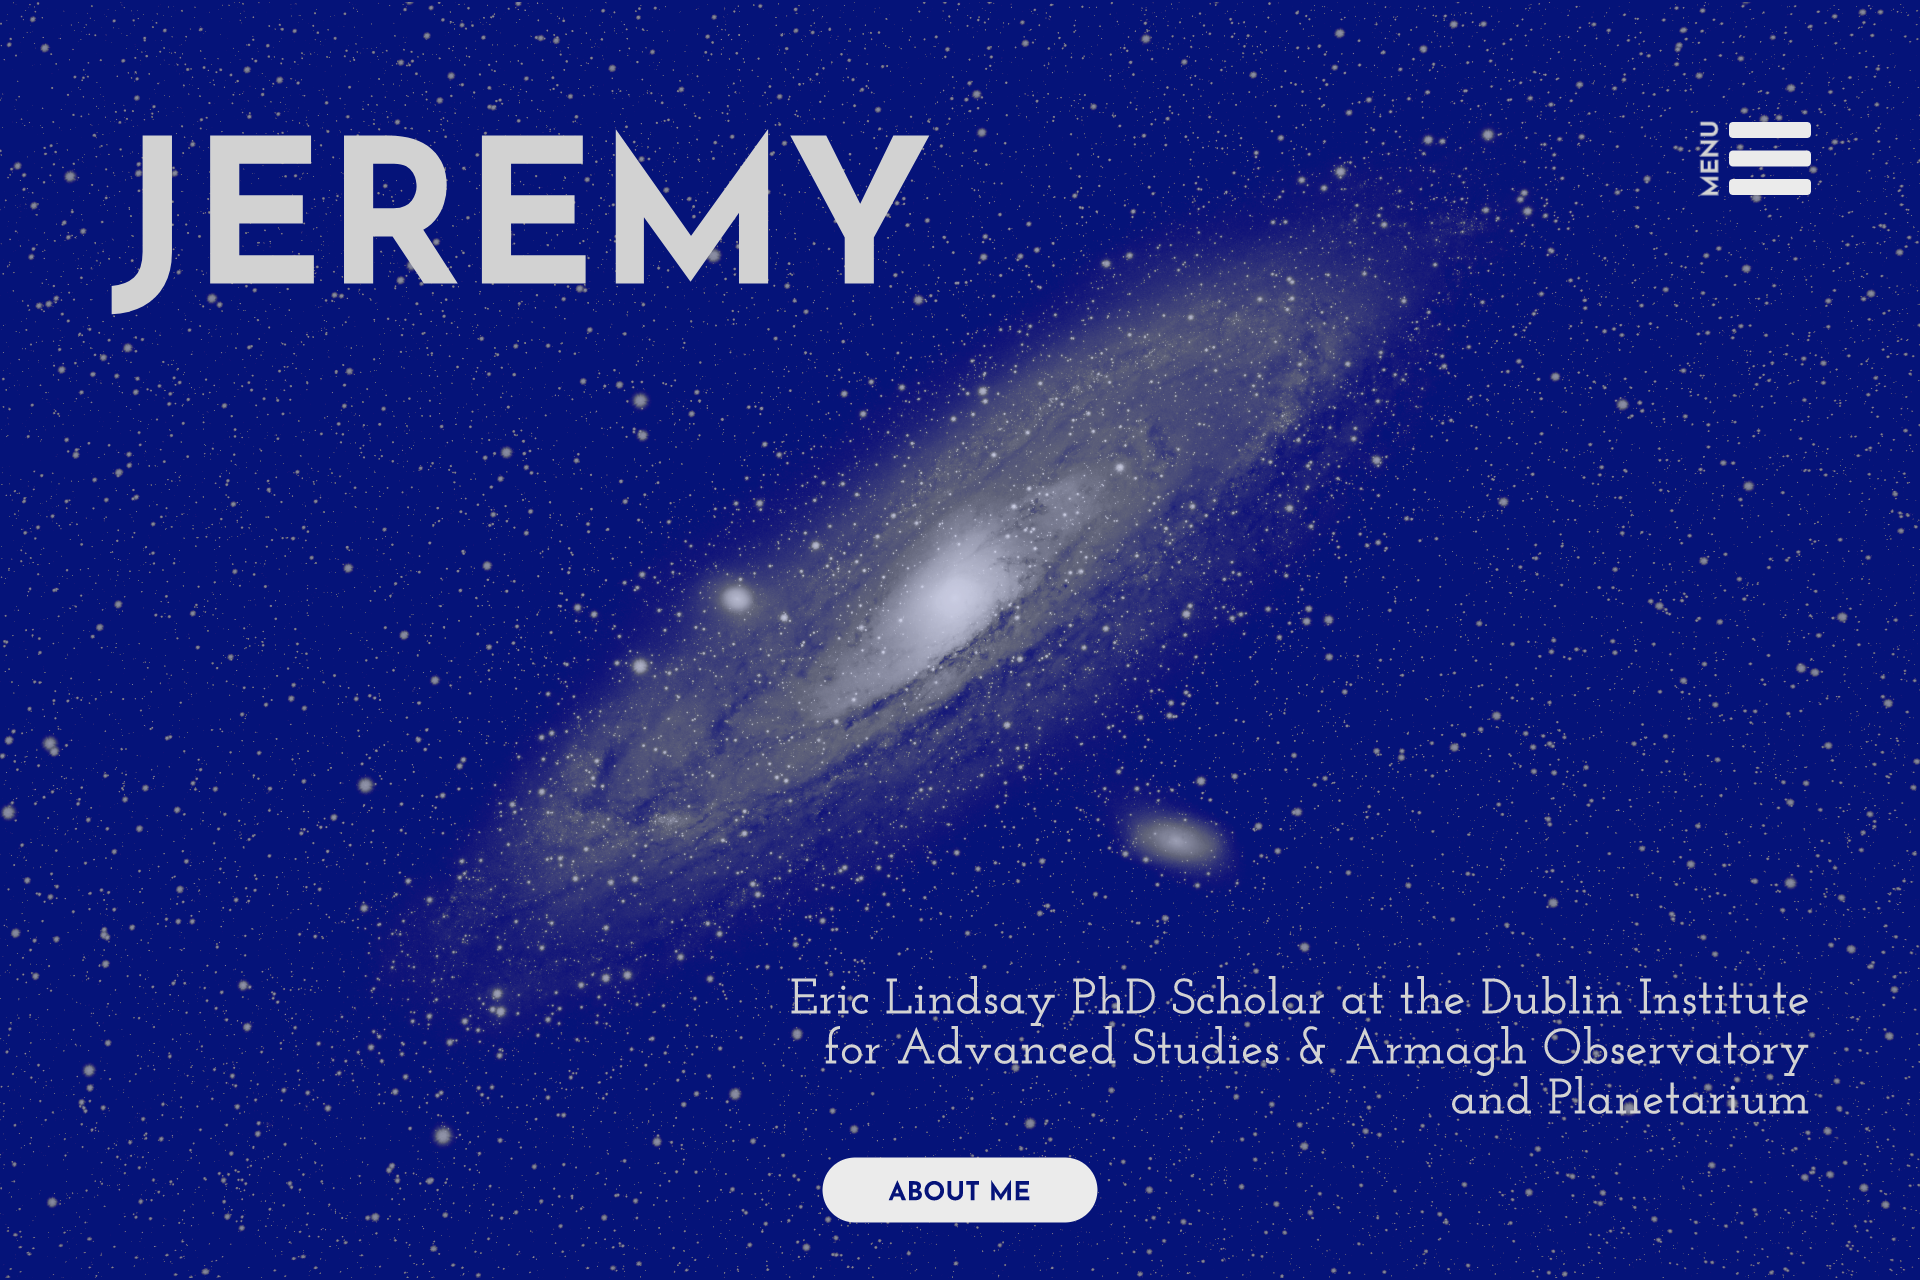 JEREMY
MENU
Eric Lindsay PhD Scholar at the Dublin Institute
for Advanced Studies & Armagh Observatory
and Planetarium
ABOUT ME